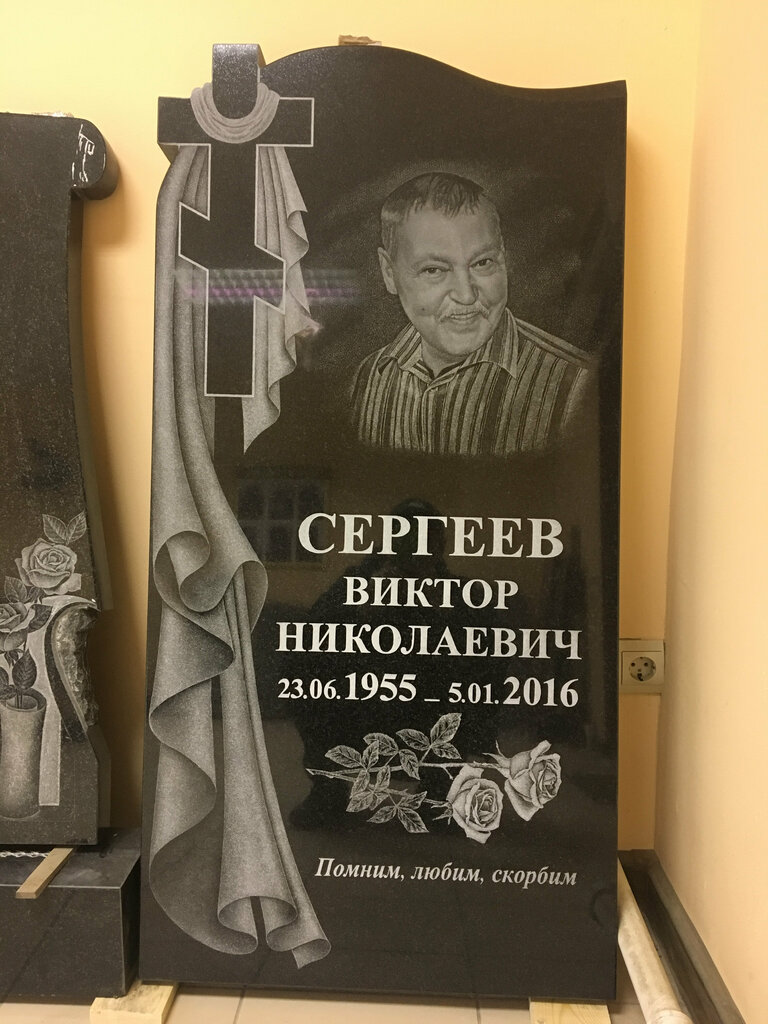 СЕРГЕЕВ
ВИКТОР
НИКОЛАЕВИЧ
23.06.1955 – 5.01.2016
Помним, любим, скорбим